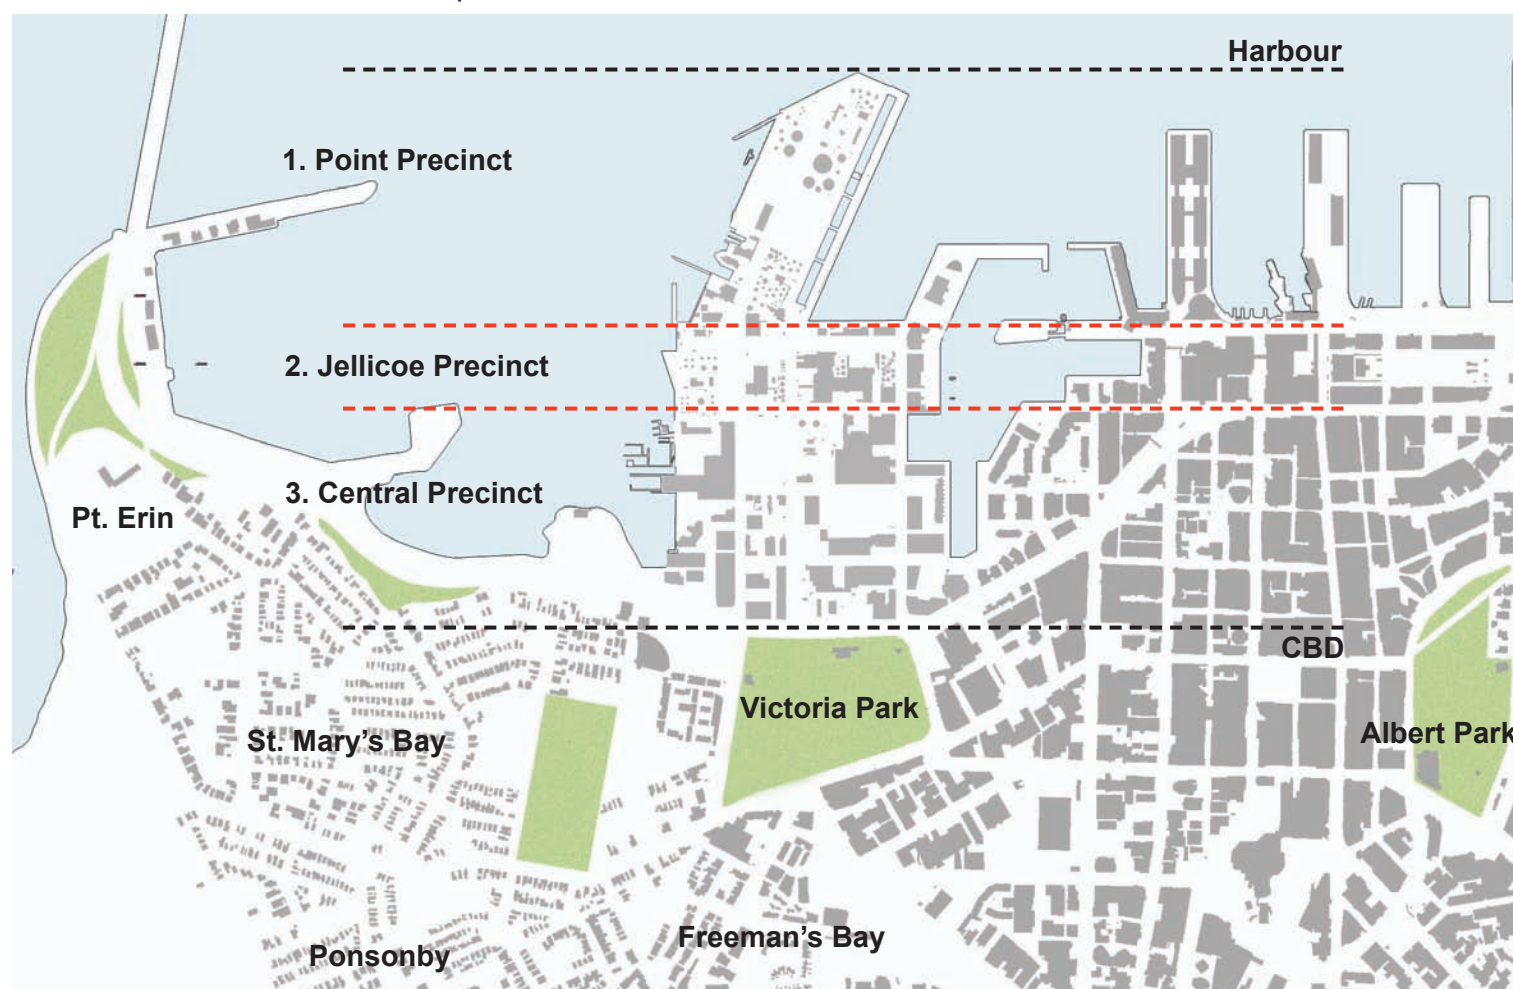 Harbour
1. Point Precinct
2. Jellicoe Precinct
3. Central Precinct
Pt. Erin
CBD
Victoria Park
Albert Park
St. Mary's Bay
Freeman's Bay
Ponsonby